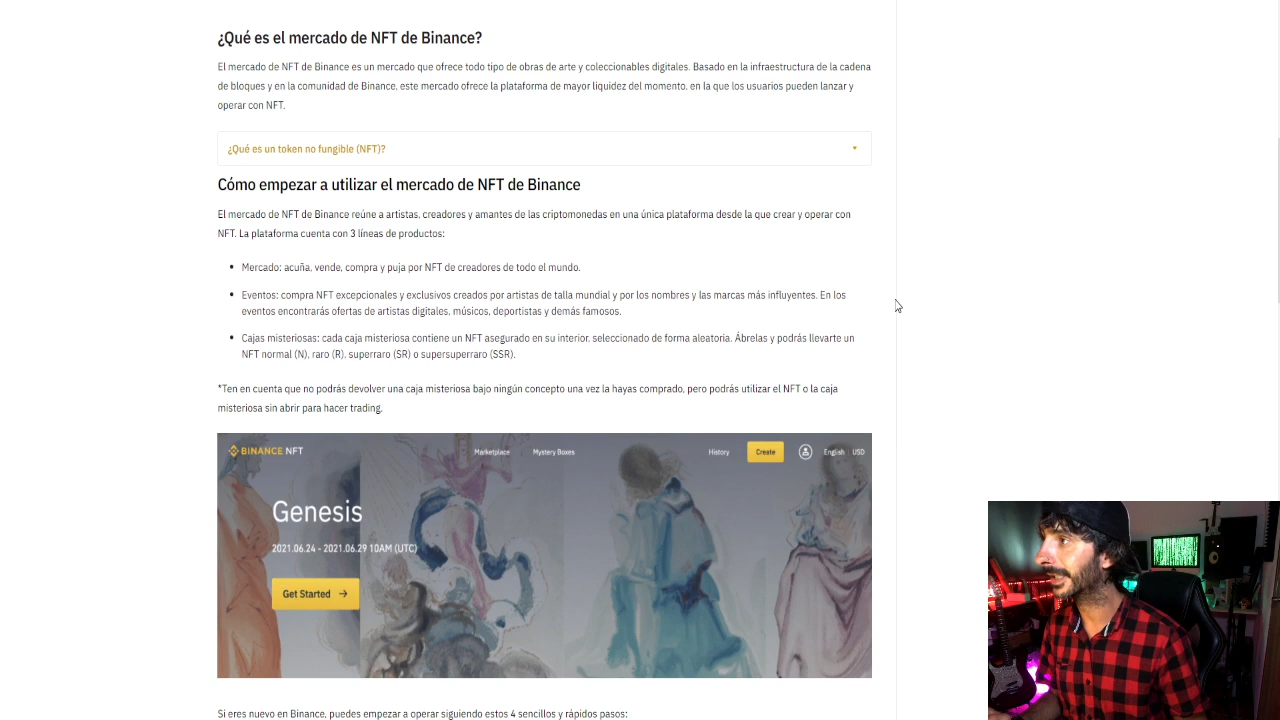 ¿Qué es el mercado de NFT de Binance?
El mercado de NFT de Binance es un mercado que ofrece todo tipo de obras de arte y coleccionables digitales. Basado en la infraestructura de la cadena
de bloques y en la comunidad de Binance, este mercado ofrece la plataforma de mayor liquidez del momento, en la que los usuarios pueden lanzar y
operar con NFT.
¿Qué es un token no fungible (NFT)?
Cómo empezar a utilizar el mercado de NFT de Binance
El mercado de NFT de Binance reúne a artistas, creadores y amantes de las criptomonedas en una única plataforma desde la que crear y operar con
NFT. La plataforma cuenta con 3 líneas de productos:
• Mercado: acuña, vende, compra y puja por NFT de creadores de todo el mundo.
• Eventos: compra NFT excepcionales y exclusivos creados por artistas de talla mundial y por los nombres y las marcas más influyentes. En los
eventos encontrarás ofertas de artistas digitales, músicos, deportistas y demás famosos.
• Cajas misteriosas: cada caja misteriosa contiene un NFT asegurado en su interior, seleccionado de forma aleatoria. Ábrelas y podrás llevarte un
NFT normal (N), raro (R), superraro (SR) o supersuperraro (SSR).
*Ten en cuenta que no podrás devolver una caja misteriosa bajo ningún concepto una vez la hayas comprado, pero podrás utilizar el NFT o la caja
misteriosa sin abrir para hacer trading.
BINANCE NFT Marketplace Mystery Boxes History Create English USD
Genesis
2021.06.24 - 2021.06.29 10AM (UTC)
Get Started →
Si eres nuevo en Binance, puedes empezar a operar siguiendo estos 4 sencillos y rápidos pasos: